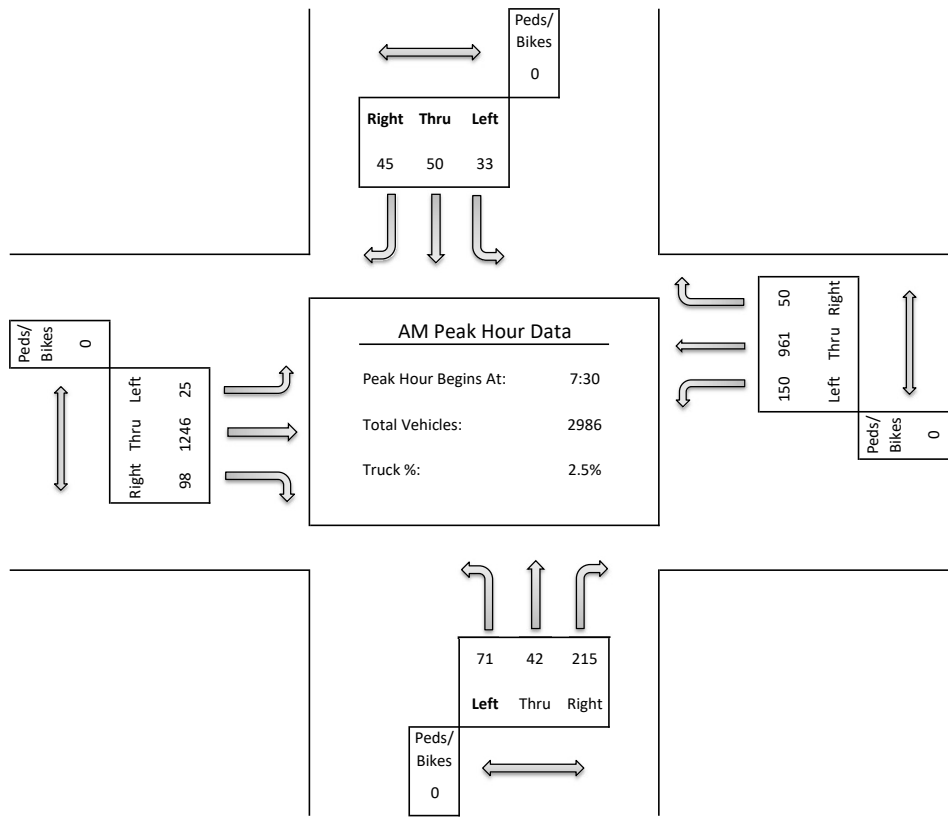 Peds/
Bikes
0
Right Thru Left
45 50 33
Peds/
Bikes
0
Left 25
Thru 1246
Right 98
AM Peak Hour Data
Peak Hour Begins At: 7:30
Total Vehicles: 2986
Truck %: 2.5%
50 Right
961 Thru
150 Left
Peds/
Bikes
0
71 42 215
Left Thru Right
Peds/
Bikes
0